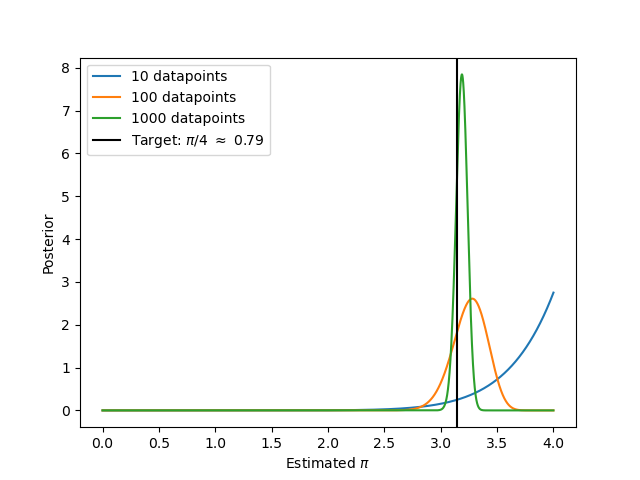 10 datapoints
100 datapoints
1000 datapoints
Target: π/4 ≈ 0.79
Posterior
8
7
6
5
4
3
2
1
0
0.0 0.5 1.0 1.5 2.0 2.5 3.0 3.5 4.0
Estimated π